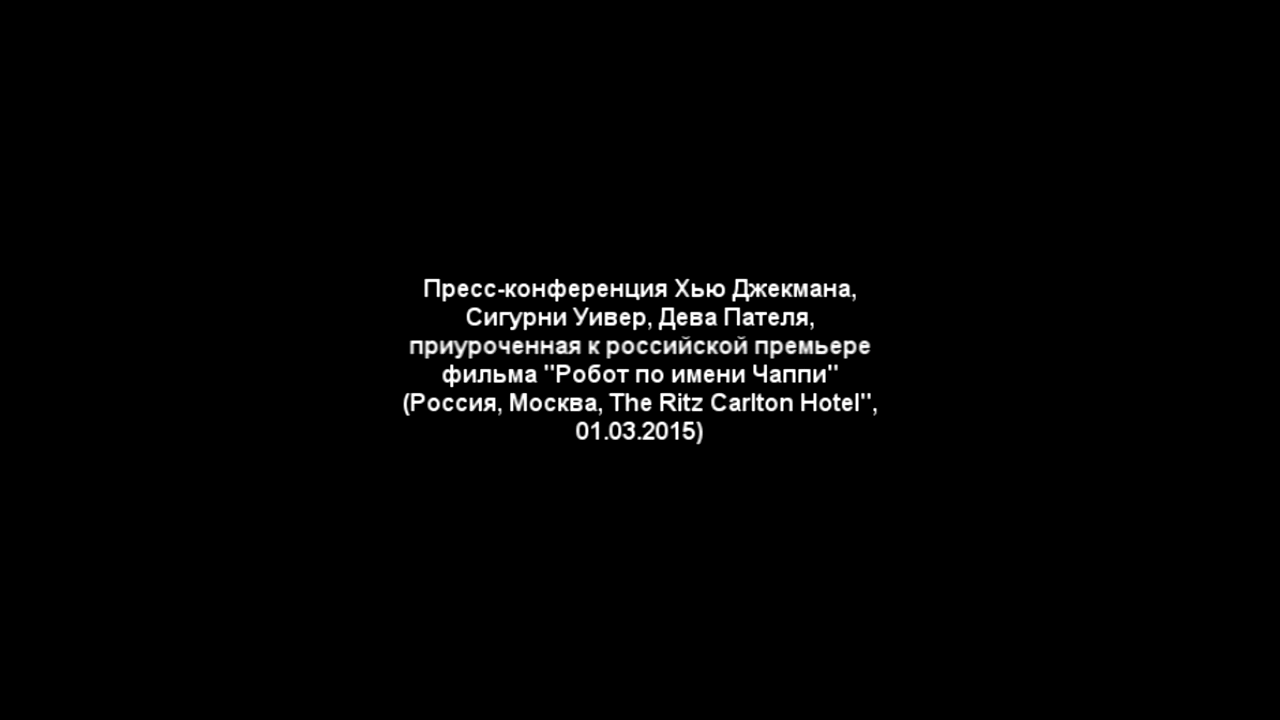 Пресс-конференция Хью Джекмана,
Сигурни Уивер, Дева Пателя,
приуроченная к российской премьере
фильма "Робот по имени Чаппи"
(Россия, Москва, The Ritz Carlton Hotel",
01.03.2015)